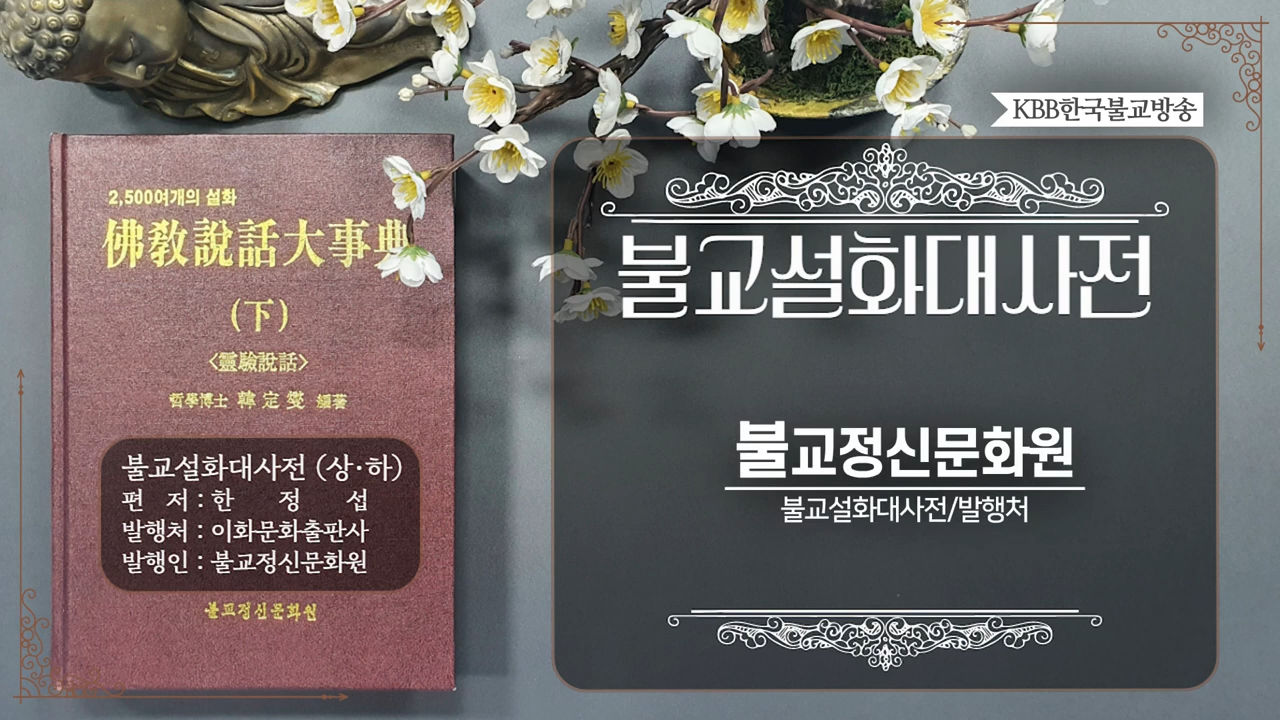 KBB한국불교방송
2,500여개의 설화
佛敎說話大事典
(下)
<靈驗說話>
哲學博士 韓定燮 編著
불교설화대사전 (상·하)
편 저 : 한 정 섭
발행처 : 이화문화출판사
발행인 : 불교정신문화원
불교정신문화원
불교설화대사전
불교정신문화원
불교설화대사전/발행처